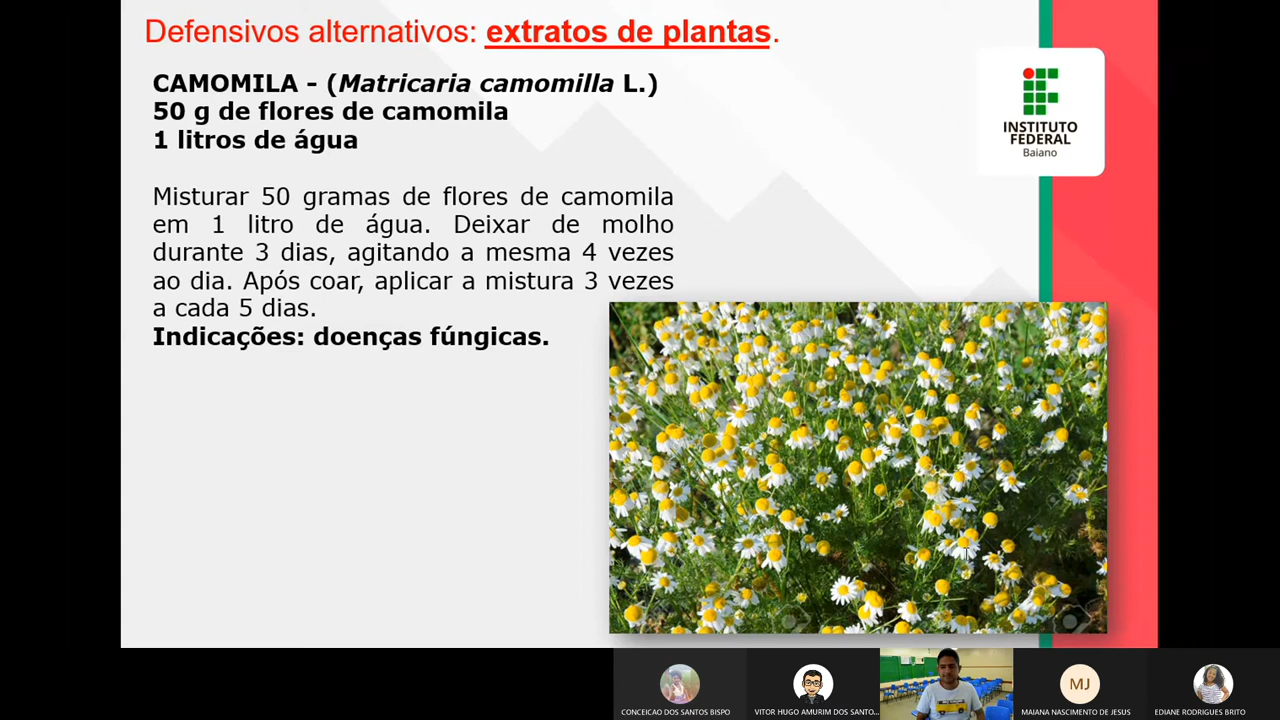 Defensivos alternativos: extratos de plantas.
CAMOMILA - (Matricaria camomilla L.)
50 g de flores de camomila
1 litros de água
Misturar 50 gramas de flores de camomila
em 1 litro de água. Deixar de molho
durante 3 dias, agitando a mesma 4 vezes
ao dia. Após coar, aplicar a mistura 3 vezes
a cada 5 dias.
Indicações: doenças fúngicas.
INSTITUTO
FEDERAL
Baiano
MJ
CONCEICAO DOS SANTOS BISPO
VITOR HUGO AMURIM DOS SANTO...
MAIANA NASCIMENTO DE JESUS
EDIANE RODRIGUES BRITO